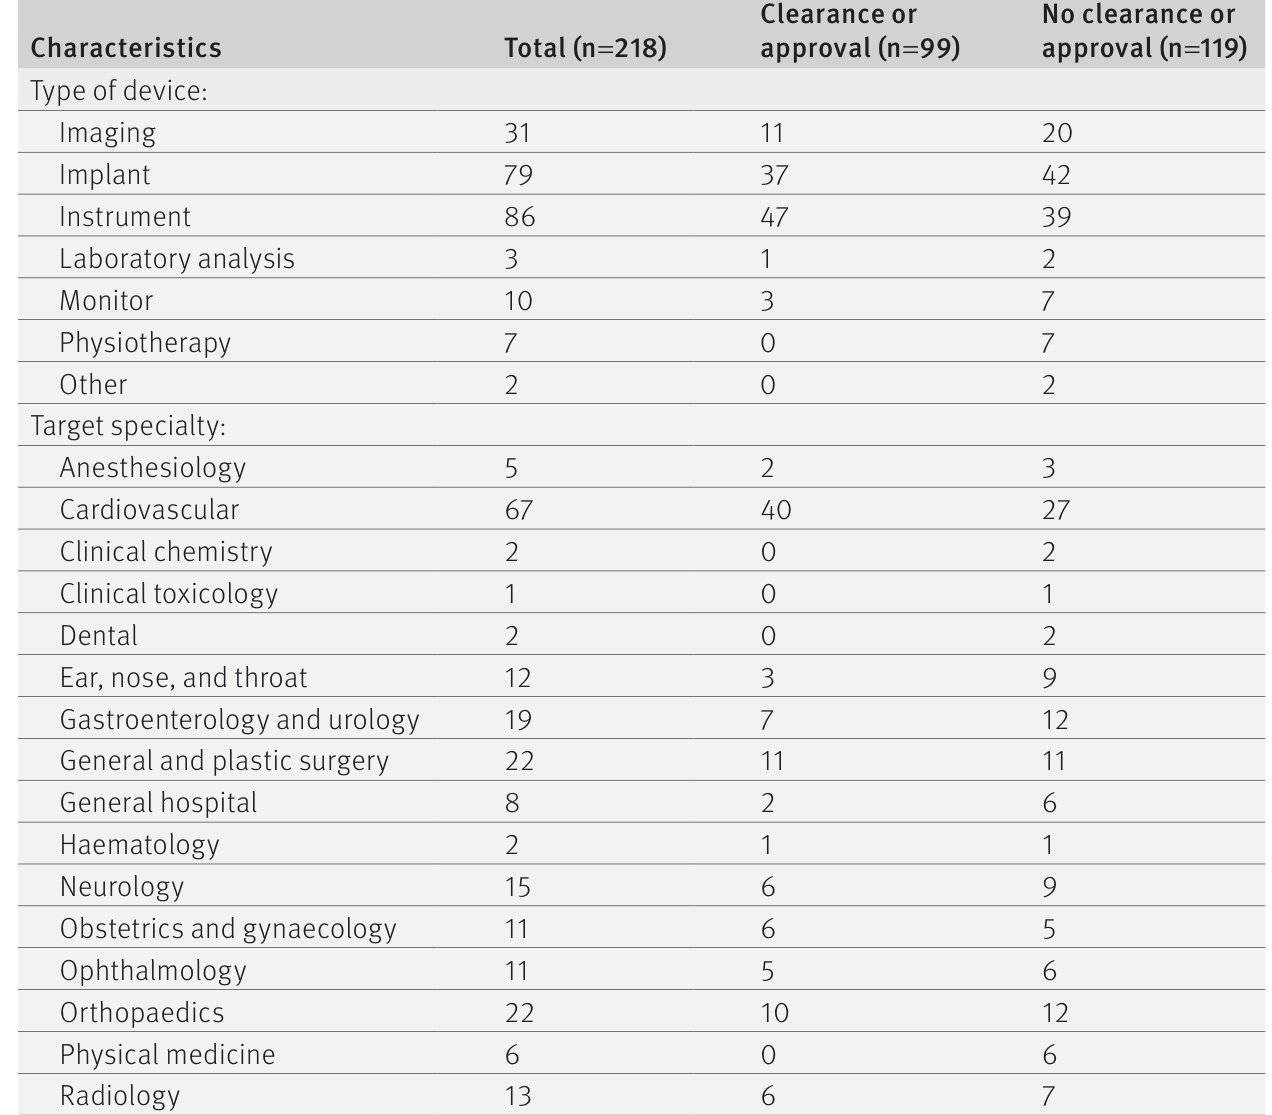 Characteristics Total (n=218) Clearance or approval (n=99) No clearance or approval (n=119)
Type of device:
Imaging 31 11 20
Implant 79 37 42
Instrument 86 47 39
Laboratory analysis 3 1 2
Monitor 10 3 7
Physiotherapy 7 0 7
Other 2 0 2
Target specialty:
Anesthesiology 5 2 3
Cardiovascular 67 40 27
Clinical chemistry 2 0 2
Clinical toxicology 1 0 1
Dental 2 0 2
Ear, nose, and throat 12 3 9
Gastroenterology and urology 19 7 12
General and plastic surgery 22 11 11
General hospital 8 2 6
Haematology 2 1 1
Neurology 15 6 9
Obstetrics and gynaecology 11 6 5
Ophthalmology 11 5 6
Orthopaedics 22 10 12
Physical medicine 6 0 6
Radiology 13 6 7